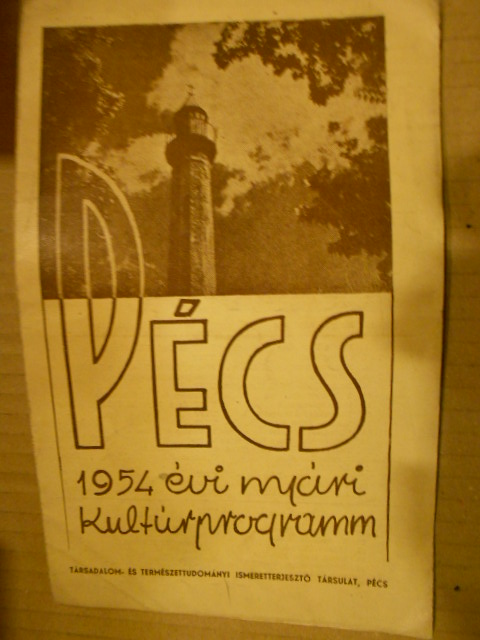 PÉCS
1954 évi nyári
kultúrprogramm
TÁRSADALOM- ÉS TERMÉSZETTUDOMÁNYI ISMERETTERJESZTŐ TÁRSULAT, PÉCS